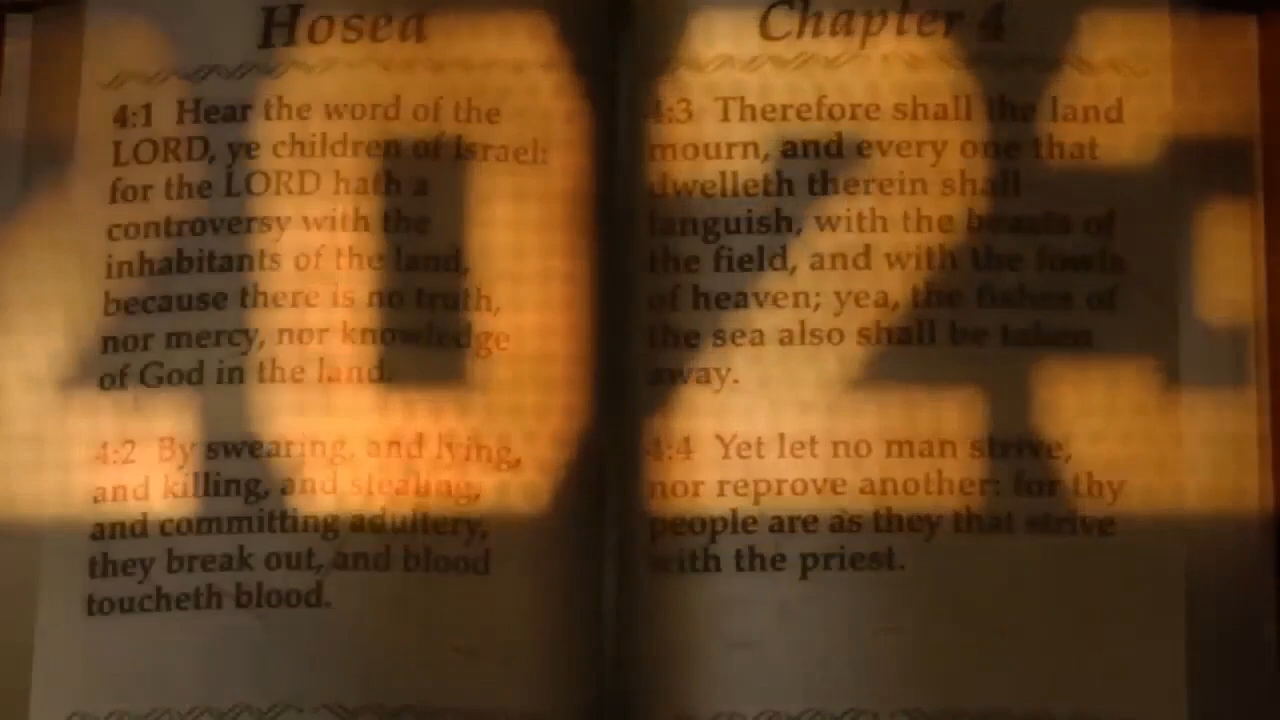 Hosea
4:1 Hear the word of the
LORD, ye children of Israel:
for the LORD hath a
controversy with the
inhabitants of the land,
because there is no truth,
nor mercy, nor knowledge
of God in the land.
4:2 By swearing, and lying,
and killing, and stealing,
and committing adultery,
they break out, and blood
toucheth blood.
Chapter 4
4:3 Therefore shall the land
mourn, and every one that
dwelleth therein shall
languish, with the beasts of
the field, and with the fowls
of heaven; yea, the fishes of
the sea also shall be taken
away.
4:4 Yet let no man strive,
nor reprove another: for thy
people are as they that strive
with the priest.
202